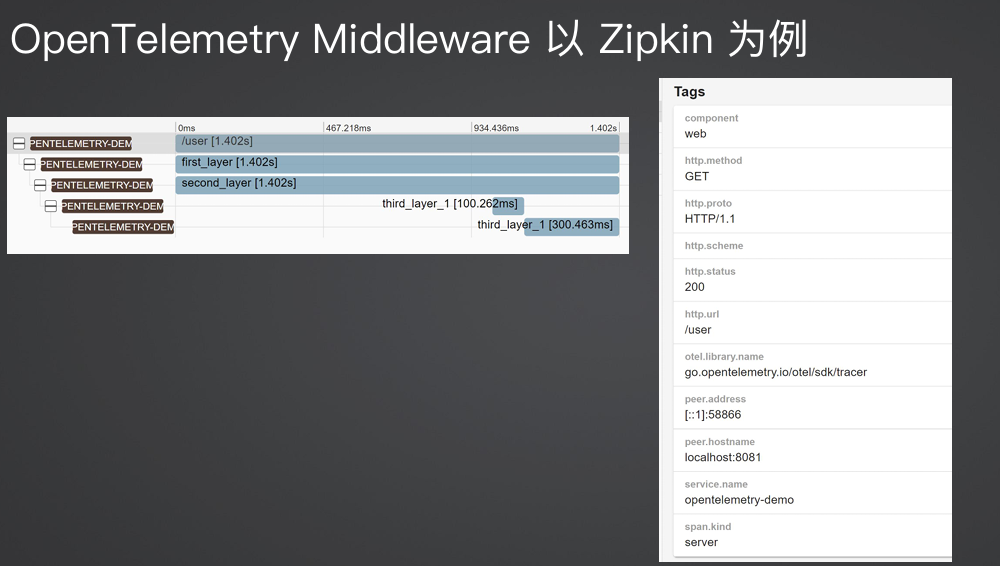 OpenTelemetry Middleware 以 Zipkin 为例
0ms 467.218ms 934.436ms 1.402s
PENTELEMETRY-DEM /user [1.402s]
PENTELEMETRY-DEM first_layer [1.402s]
PENTELEMETRY-DEM second_layer [1.402s]
PENTELEMETRY-DEM third_layer_1 [100.262ms]
PENTELEMETRY-DEM third_layer_1 [300.463ms]
Tags
component
web
http.method
GET
http.proto
HTTP/1.1
http.scheme
http.status
200
http.url
/user
otel.library.name
go.opentelemetry.io/otel/sdk/tracer
peer.address
[::1]:58866
peer.hostname
localhost:8081
service.name
opentelemetry-demo
span.kind
server